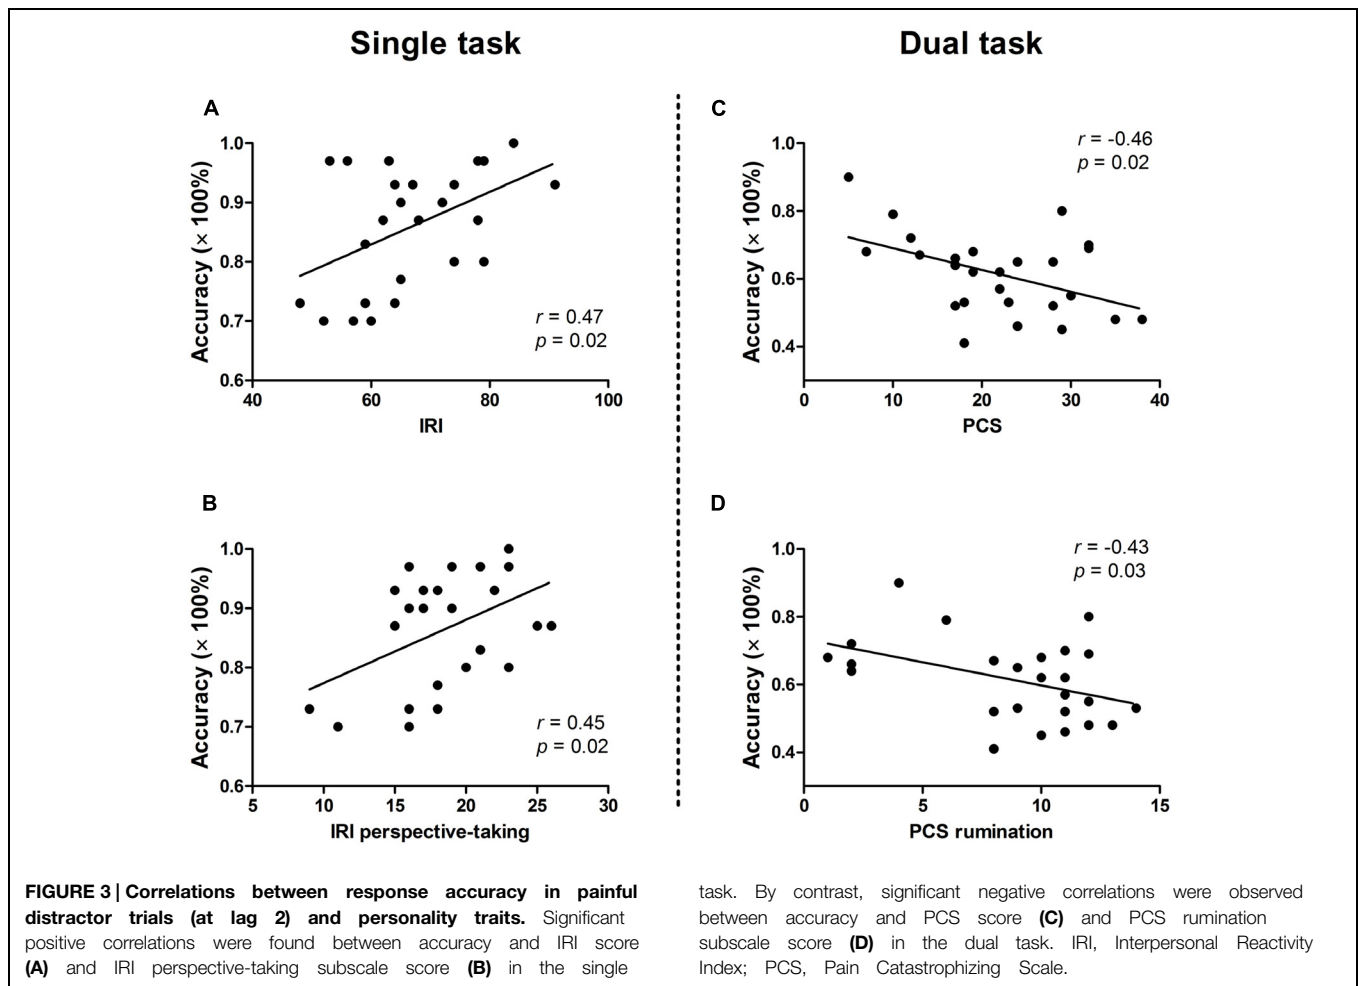 Single task
Dual task
A
1.0
0.9
0.8
0.7
0.6
Accuracy (× 100%)
r = 0.47
p = 0.02
40 60 80 100
IRI
C
r = -0.46
p = 0.02
1.0
0.8
0.6
0.4
Accuracy (× 100%)
0 10 20 30 40
PCS
B
1.0
0.9
0.8
0.7
0.6
Accuracy (× 100%)
r = 0.45
p = 0.02
5 10 15 20 25 30
IRI perspective-taking
D
r = -0.43
p = 0.03
1.0
0.8
0.6
0.4
Accuracy (× 100%)
0 5 10 15
PCS rumination
FIGURE 3 | Correlations between response accuracy in painful
distractor trials (at lag 2) and personality traits. Significant
positive correlations were found between accuracy and IRI score
(A) and IRI perspective-taking subscale score (B) in the single
task. By contrast, significant negative correlations were observed
between accuracy and PCS score (C) and PCS rumination
subscale score (D) in the dual task. IRI, Interpersonal Reactivity
Index; PCS, Pain Catastrophizing Scale.